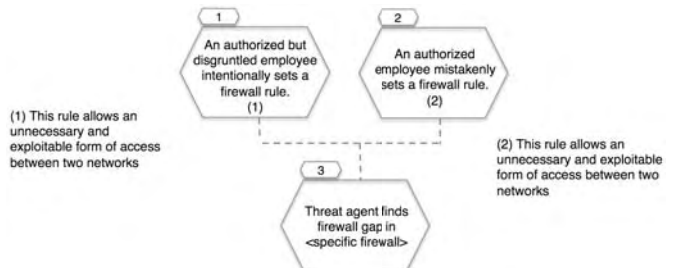 1
An authorized but
disgruntled employee
intentionally sets a
firewall rule.
(1)
2
An authorized
employee mistakenly
sets a firewall rule.
(2)
(1) This rule allows an
unnecessary and
exploitable form of access
between two networks
(2) This rule allows an
unnecessary and exploitable
form of access between two
networks
3
Threat agent finds
firewall gap in
<specific firewall>